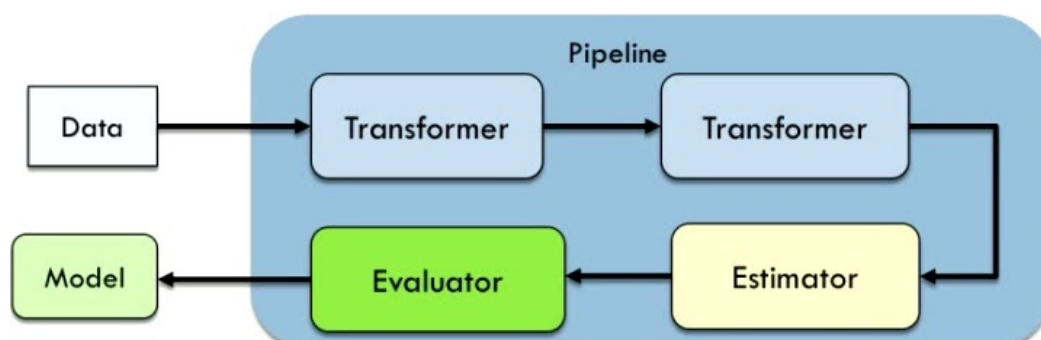 Pipeline
Data
Transformer
Transformer
Model
Evaluator
Estimator